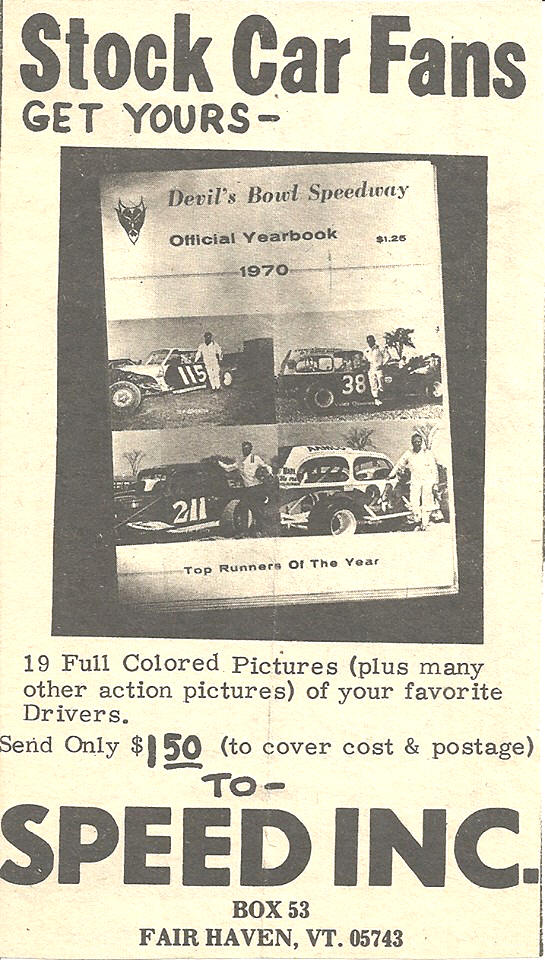 Stock Car Fans
GET YOURS-
Devil's Bowl Speedway
Official Yearbook
$1.25
1970
115
38
211
Top Runners Of The Year
19 Full Colored Pictures (plus many
other action pictures) of your favorite
Drivers.
Send Only $1 50 (to cover cost & postage)
TO-
SPEED INC.
BOX 53
FAIR HAVEN, VT. 05743